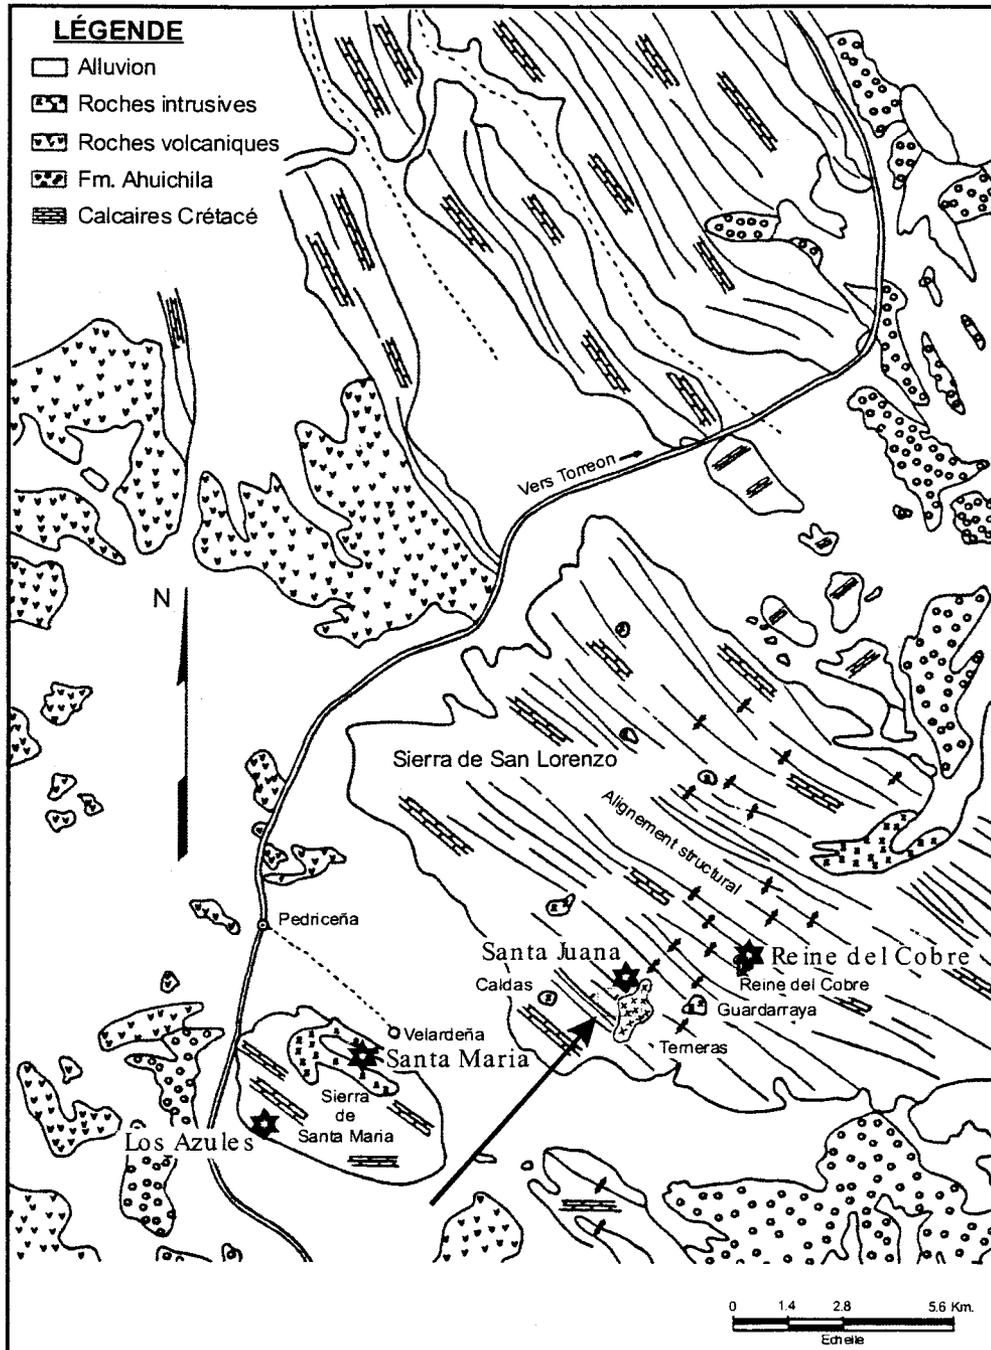 LÉGENDE
Alluvion
Roches intrusives
Roches volcaniques
Fm. Ahuichila
Calcaires Crétacé
Vers Torreon
N
Sierra de San Lorenzo
Alignement structural
Pedriceña
Santa Juana
Reine del Cobre
Caldas
Reine del Cobre
Guardarraya
Velardeña
Terneras
Santa Maria
Sierra
de
Santa Maria
Los Azules
0 1.4 2.8 5.6 Km.
Echelle